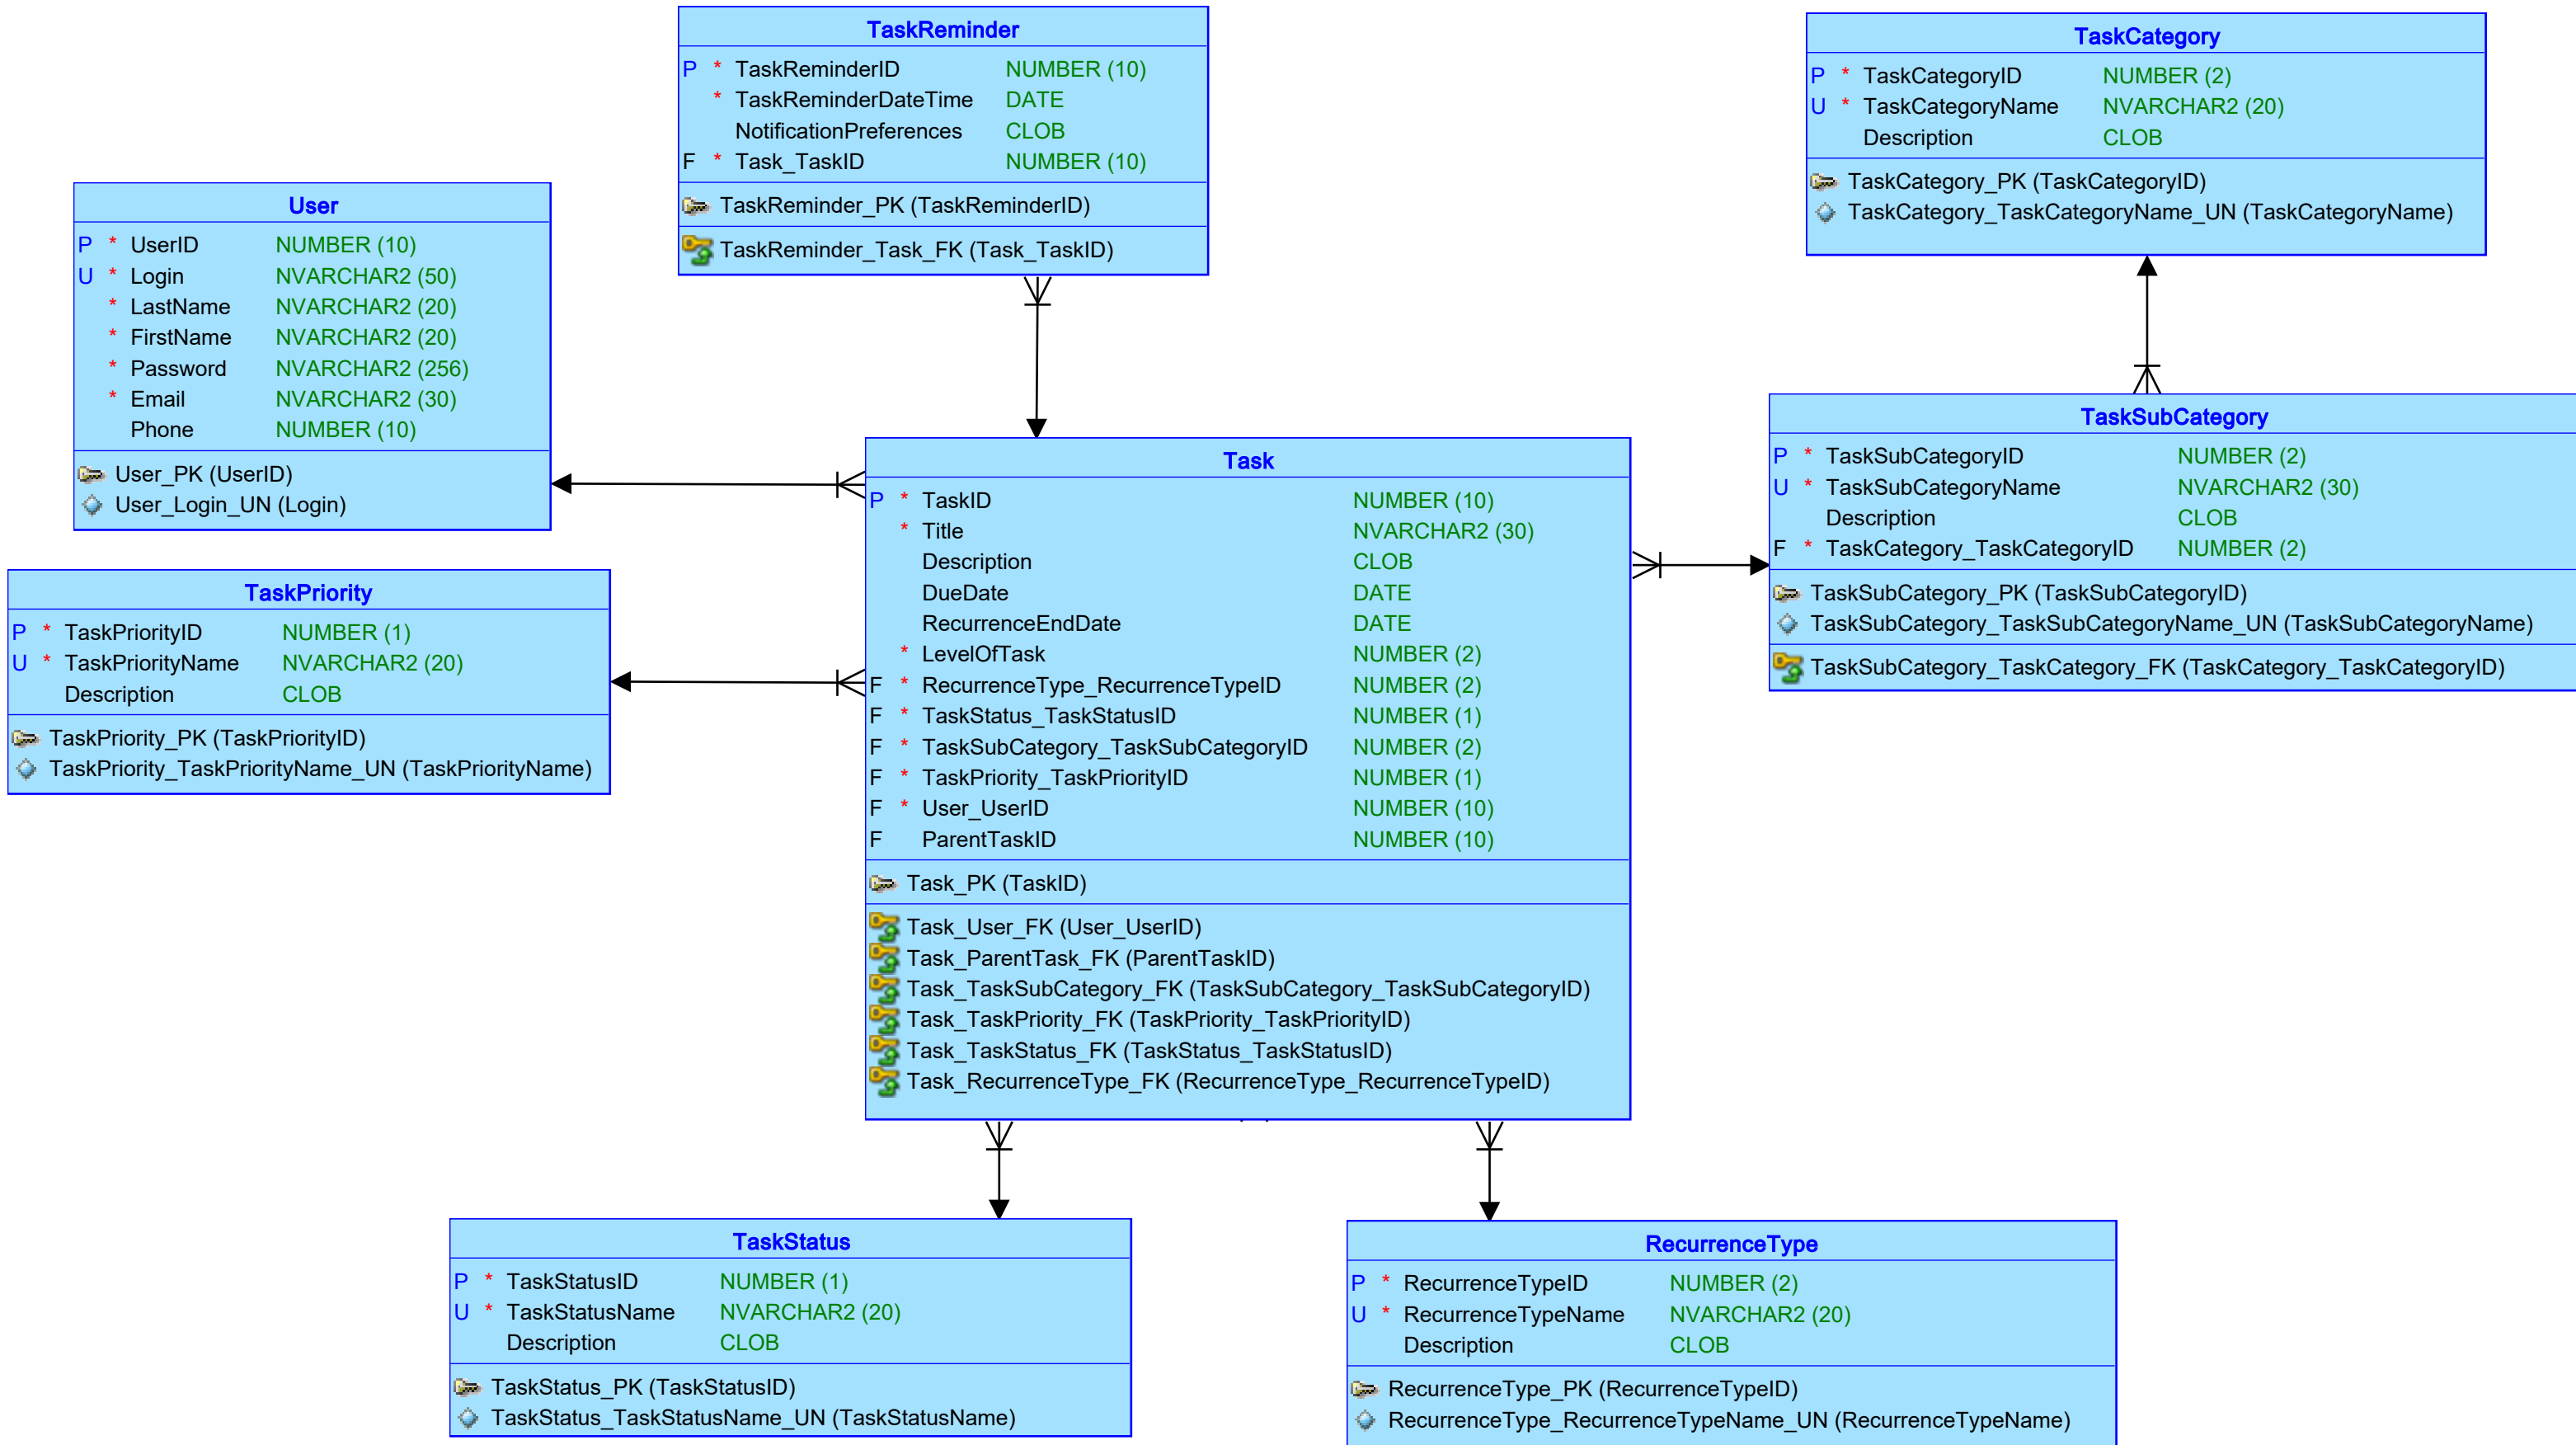 TaskReminder
P * TaskReminderID NUMBER (10)
* TaskReminderDateTime DATE
NotificationPreferences CLOB
F * Task_TaskID NUMBER (10)
TaskReminder_PK (TaskReminderID)
TaskReminder_Task_FK (Task_TaskID)
TaskCategory
P * TaskCategoryID NUMBER (2)
U * TaskCategoryName NVARCHAR2 (20)
Description CLOB
TaskCategory_PK (TaskCategoryID)
TaskCategory_TaskCategoryName_UN (TaskCategoryName)
User
P * UserID NUMBER (10)
U * Login NVARCHAR2 (50)
* LastName NVARCHAR2 (20)
* FirstName NVARCHAR2 (20)
* Password NVARCHAR2 (256)
* Email NVARCHAR2 (30)
Phone NUMBER (10)
User_PK (UserID)
User_Login_UN (Login)
TaskSubCategory
P * TaskSubCategoryID NUMBER (2)
U * TaskSubCategoryName NVARCHAR2 (30)
Description CLOB
F * TaskCategory_TaskCategoryID NUMBER (2)
TaskSubCategory_PK (TaskSubCategoryID)
TaskSubCategory_TaskSubCategoryName_UN (TaskSubCategoryName)
TaskSubCategory_TaskCategory_FK (TaskCategory_TaskCategoryID)
Task
P * TaskID NUMBER (10)
* Title NVARCHAR2 (30)
Description CLOB
DueDate DATE
RecurrenceEndDate DATE
* LevelOfTask NUMBER (2)
F * RecurrenceType_RecurrenceTypeID NUMBER (2)
F * TaskStatus_TaskStatusID NUMBER (1)
F * TaskSubCategory_TaskSubCategoryID NUMBER (2)
F * TaskPriority_TaskPriorityID NUMBER (1)
F * User_UserID NUMBER (10)
F ParentTaskID NUMBER (10)
Task_PK (TaskID)
Task_User_FK (User_UserID)
Task_ParentTask_FK (ParentTaskID)
Task_TaskSubCategory_FK (TaskSubCategory_TaskSubCategoryID)
Task_TaskPriority_FK (TaskPriority_TaskPriorityID)
Task_TaskStatus_FK (TaskStatus_TaskStatusID)
Task_RecurrenceType_FK (RecurrenceType_RecurrenceTypeID)
TaskPriority
P * TaskPriorityID NUMBER (1)
U * TaskPriorityName NVARCHAR2 (20)
Description CLOB
TaskPriority_PK (TaskPriorityID)
TaskPriority_TaskPriorityName_UN (TaskPriorityName)
TaskStatus
P * TaskStatusID NUMBER (1)
U * TaskStatusName NVARCHAR2 (20)
Description CLOB
TaskStatus_PK (TaskStatusID)
TaskStatus_TaskStatusName_UN (TaskStatusName)
RecurrenceType
P * RecurrenceTypeID NUMBER (2)
U * RecurrenceTypeName NVARCHAR2 (20)
Description CLOB
RecurrenceType_PK (RecurrenceTypeID)
RecurrenceType_RecurrenceTypeName_UN (RecurrenceTypeName)